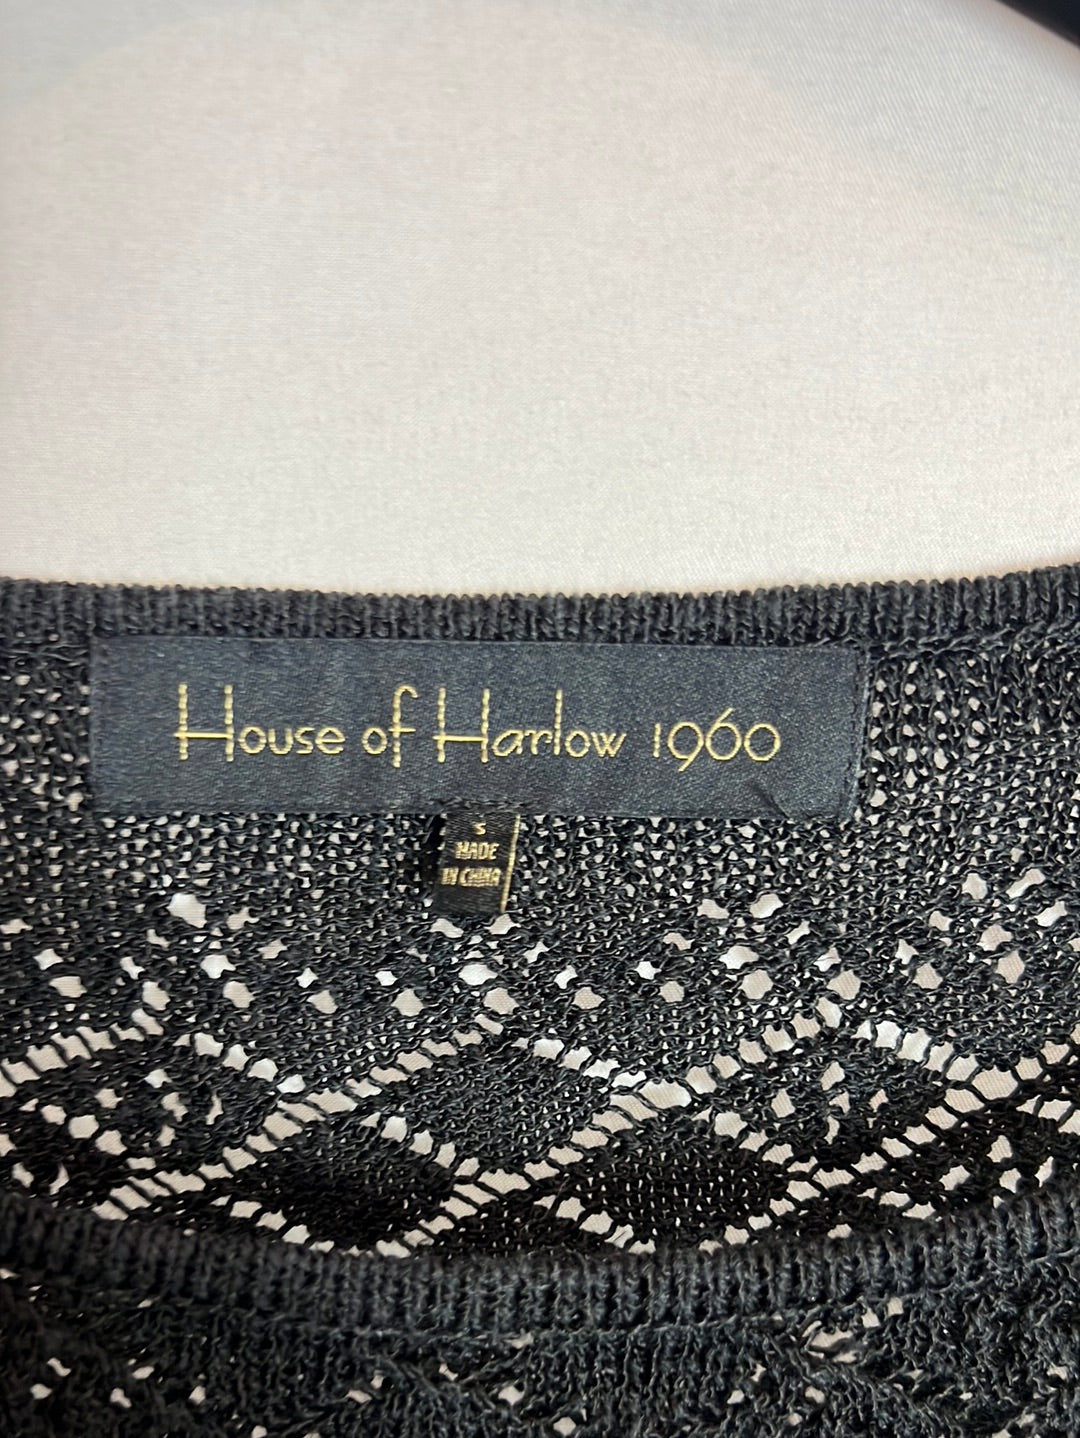 House of Harlow 1960
S
MADE
IN CHINA